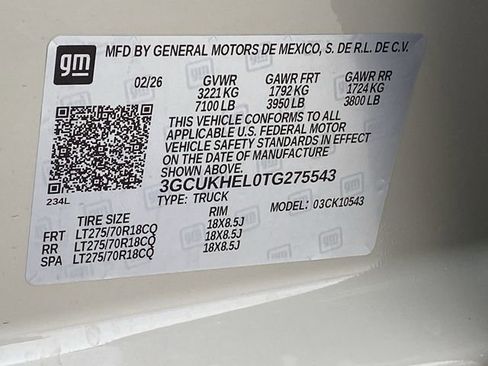 gm
MFD BY GENERAL MOTORS DE MEXICO, S. DE R.L. DE C.V.
02/26 GVWR GAWR FRT GAWR RR
3221 KG 1792 KG 1724 KG
7100 LB 3950 LB 3800 LB
THIS VEHICLE CONFORMS TO ALL
APPLICABLE U.S. FEDERAL MOTOR
VEHICLE SAFETY STANDARDS IN EFFECT
ON THE DATE OF MANUFACTURE
SHOWN ABOVE.
3GCUKHEL0TG275543
234L TYPE: TRUCK MODEL: 03CK10543
TIRE SIZE RIM
FRT LT275/70R18CQ 18X8.5J
RR LT275/70R18CQ 18X8.5J
SPA LT275/70R18CQ 18X8.5J